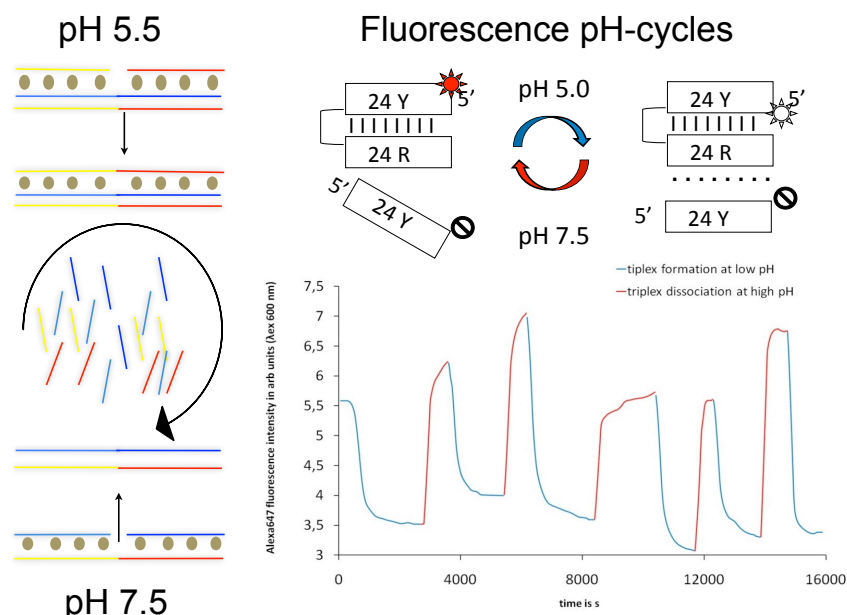 pH 5.5
Fluorescence pH-cycles
24 Y
5’
pH 5.0
24 Y
5’
24 R
24 R
5’
24 Y
pH 7.5
5’
24 Y
tiplex formation at low pH
triplex dissociation at high pH
Alexa647 fluorescence intensity in arb units (λex 600 nm)
7,5
7
6,5
6
5,5
5
4,5
4
3,5
3
0
4000
8000
12000
16000
time is s
pH 7.5